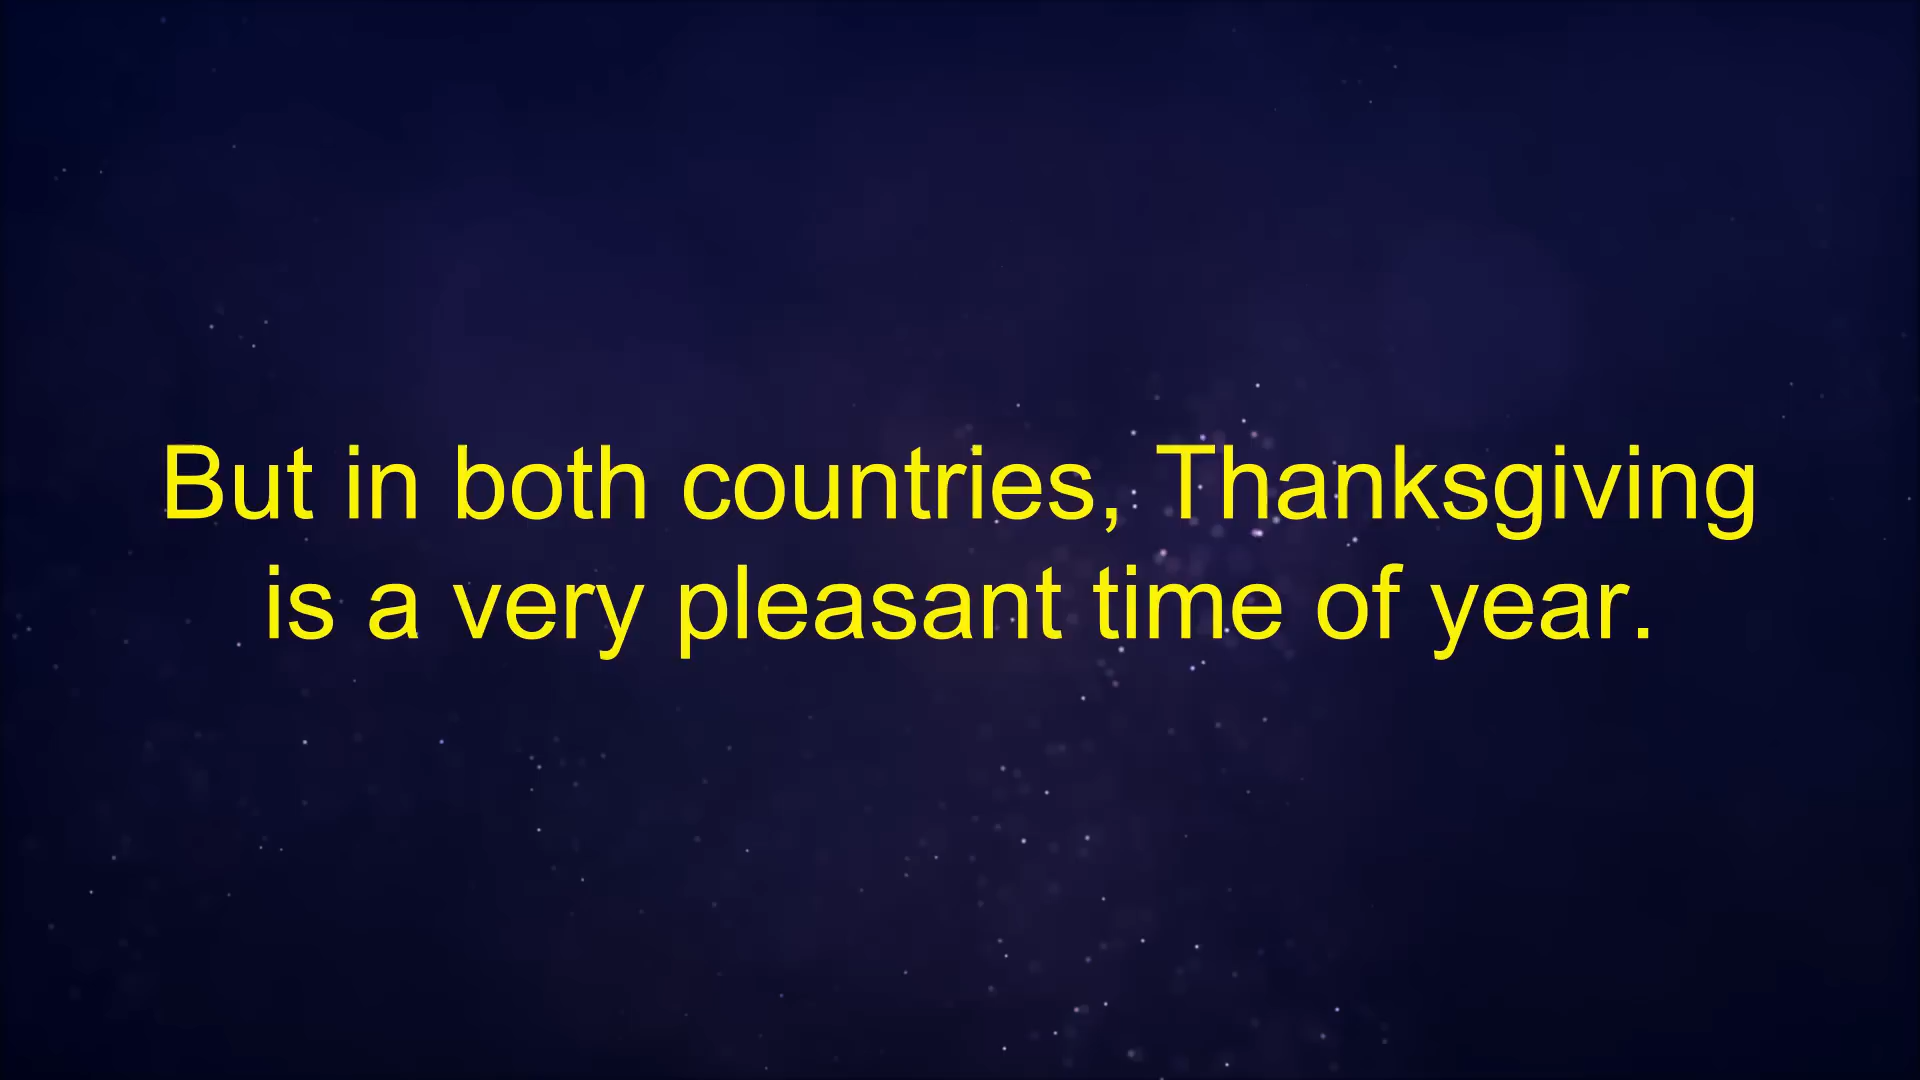 But in both countries, Thanksgiving
is a very pleasant time of year.